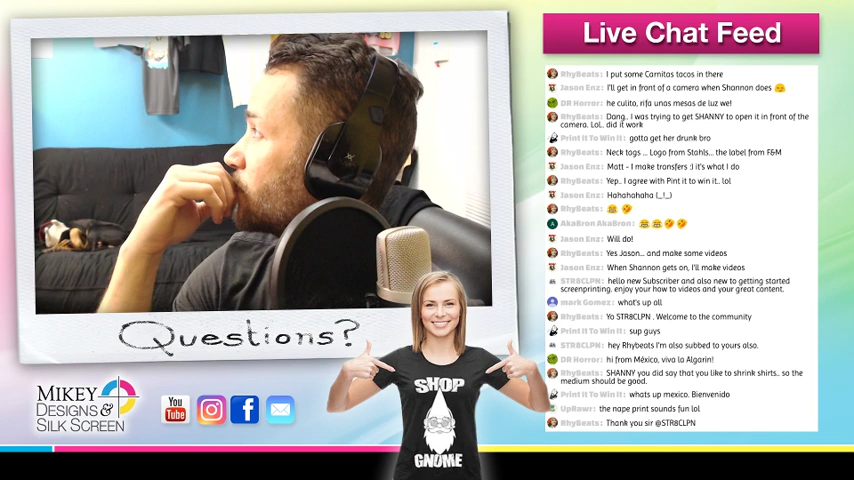 Live Chat Feed
RhyBeats: I put some Carnitas tacos in there
Jason Enz: I'll get in front of a camera when Shannon does
DR Horror: he culito, rifa unas mesas de luz we!
RhyBeats: Dang.. I was trying to get SHANNY to open it in front of the
camera. Lol.. did it work
Print It To Win It: gotta get her drunk bro
RhyBeats: Neck tags ... Logo from Stahls... the label from F&M
Jason Enz: Matt - I make transfers :) it's what I do
RhyBeats: Yep.. I agree with Pint it to win it.. lol
Jason Enz: Hahahahaha (_!_)
RhyBeats: 😂 🤣
AkaBron AkaBron: 😂 😂 🤣 🤣
Jason Enz: Will do!
RhyBeats: Yes Jason... and make some videos
Jason Enz: When Shannon gets on, I'll make videos
STR8CLPN: hello new Subscriber and also new to getting started
screenprinting. enjoy your how to videos and your great content.
mark Gomez: what's up all
RhyBeats: Yo STR8CLPN . Welcome to the community
Print It To Win It: sup guys
STR8CLPN: hey Rhybeats I'm also subbed to yours also.
DR Horror: hi from México, viva lo Algorin!
RhyBeats: SHANNY you did say that you like to shrink shirts.. so the
medium should be good.
Print It To Win It: whats up mexico. Bienvenido
UpRawr: the nape print sounds fun lol
RhyBeats: Thank you sir @STR8CLPN
Questions?
MIKEY
DESIGNS &
SILK SCREEN
You
Tube
SHOP
GNOME